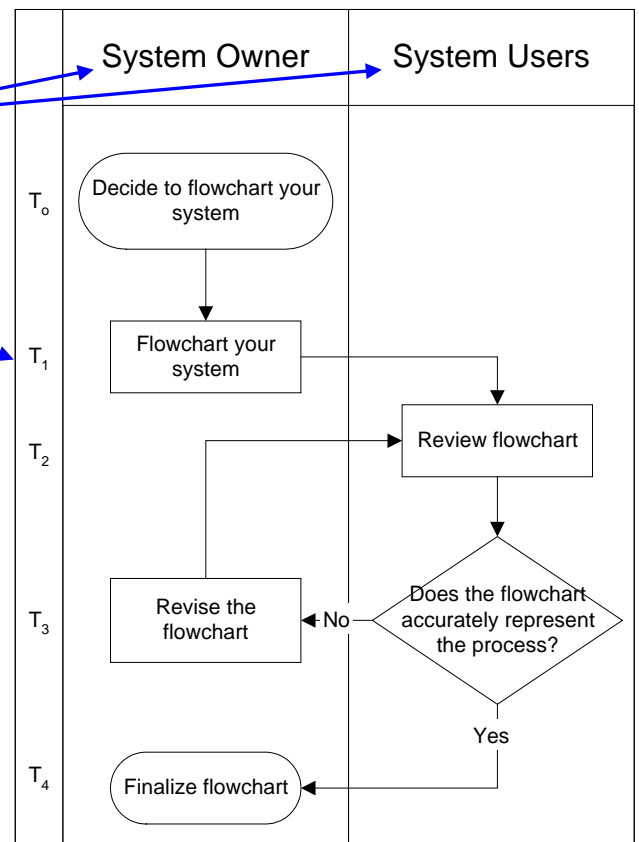 System Owner
System Users
T₀
Decide to flowchart your
system
T₁
Flowchart your
system
T₂
Review flowchart
T₃
Revise the
flowchart
No
Does the flowchart
accurately represent
the process?
Yes
T₄
Finalize flowchart